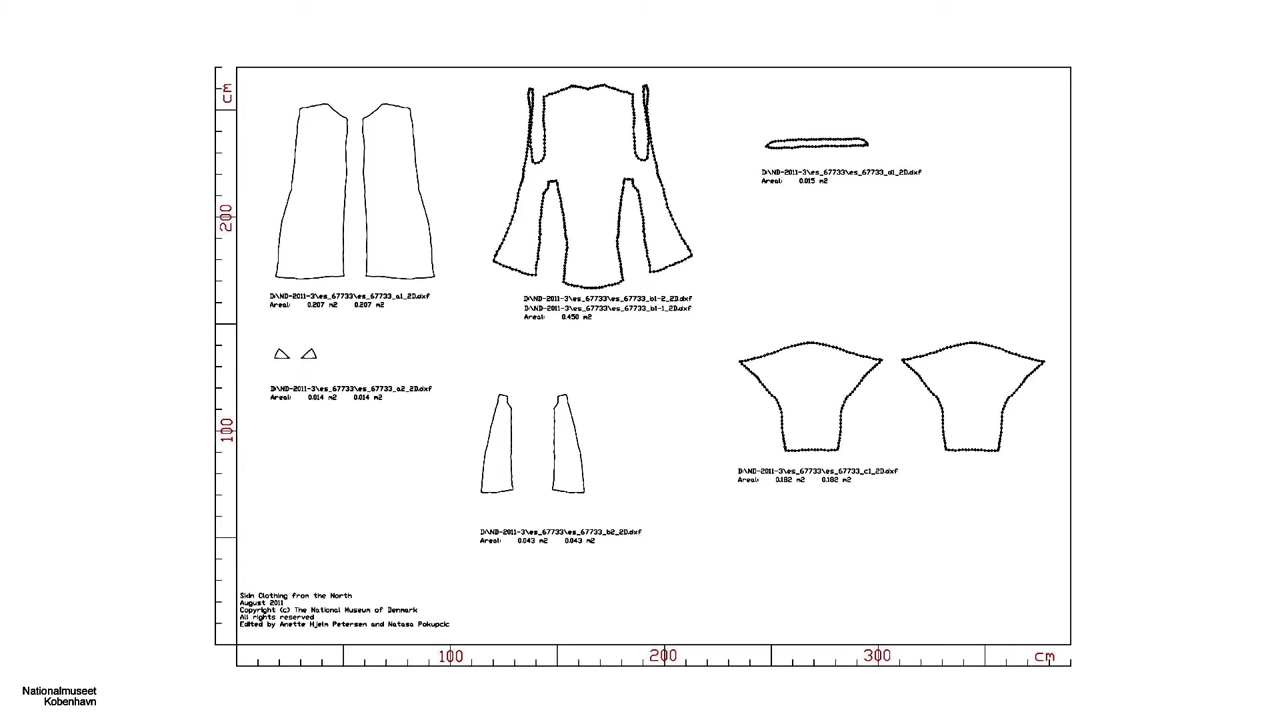 cm
200
100
D:\ND-2011-3\es_67733\es_67733_a1_2D.dxf
Areal: 0.207 m2 0.207 m2
D:\ND-2011-3\es_67733\es_67733_b1-2_2D.dxf
D:\ND-2011-3\es_67733\es_67733_b1-1_2D.dxf
Areal: 0.450 m2
D:\ND-2011-3\es_67733\es_67733_d1_2D.dxf
Areal: 0.015 m2
D:\ND-2011-3\es_67733\es_67733_a2_2D.dxf
Areal: 0.014 m2 0.014 m2
D:\ND-2011-3\es_67733\es_67733_c1_2D.dxf
Areal: 0.182 m2 0.182 m2
D:\ND-2011-3\es_67733\es_67733_b2_2D.dxf
Areal: 0.043 m2 0.043 m2
Skin Clothing from the North
August 2011
Copyright (c) The National Museum of Denmark
All rights reserved
Edited by Anette Hjelm Petersen and Natasa Pokupcic
100 200 300 cm
Nationalmuseet
Kobenhavn